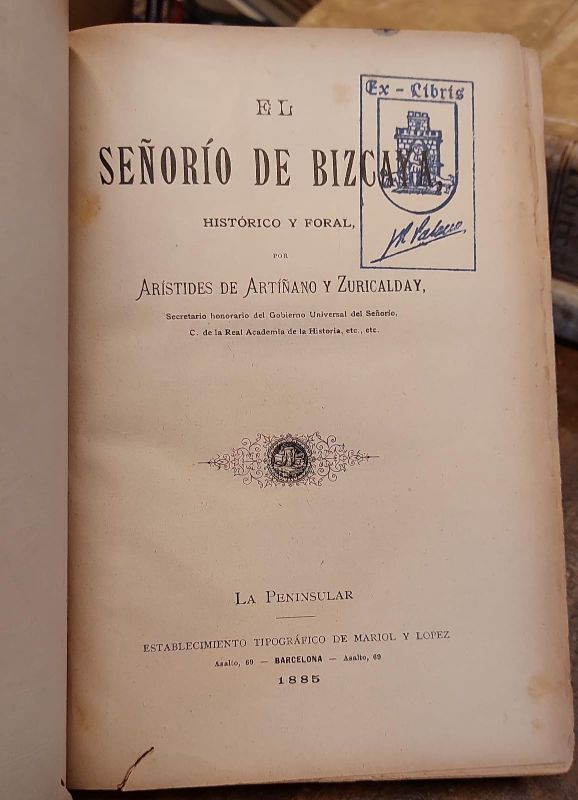 Ex - Libris
EL
SEÑORÍO DE BIZCAYA,
HISTÓRICO Y FORAL,
POR
ARÍSTIDES DE ARTÍÑANO Y ZURICALDAY,
Secretario honorario del Gobierno Universal del Señorío,
C. de la Real Academia de la Historia, etc., etc.
LA PENINSULAR
ESTABLECIMIENTO TIPOGRÁFICO DE MARIOL Y LOPEZ
Asalto, 69 — BARCELONA — Asalto, 69
1885